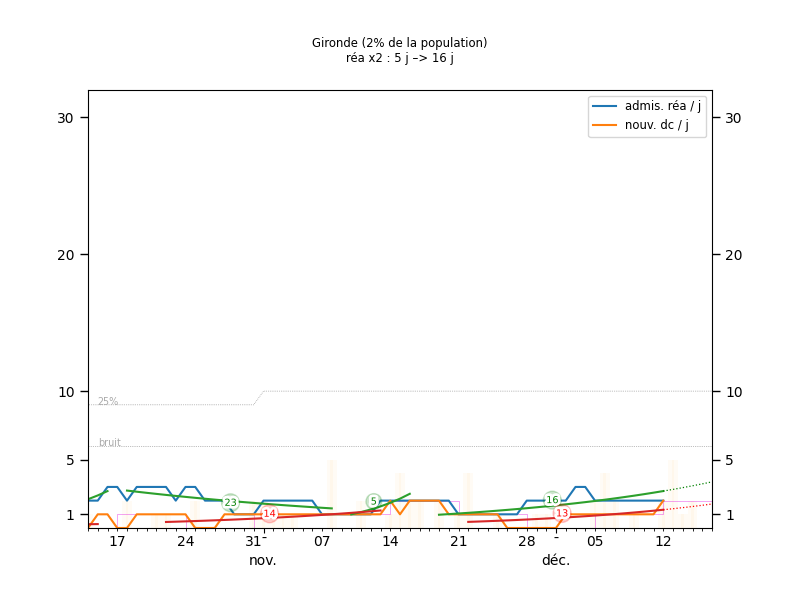 Gironde (2% de la population)
réa x2 : 5 j –> 16 j
admis. réa / j
nouv. dc / j
30 30
20 20
10 10
25%
bruit
5 5
23 5 16
14 13
1 1
17 24 31 07 14 21 28 - 05 12
nov. déc.